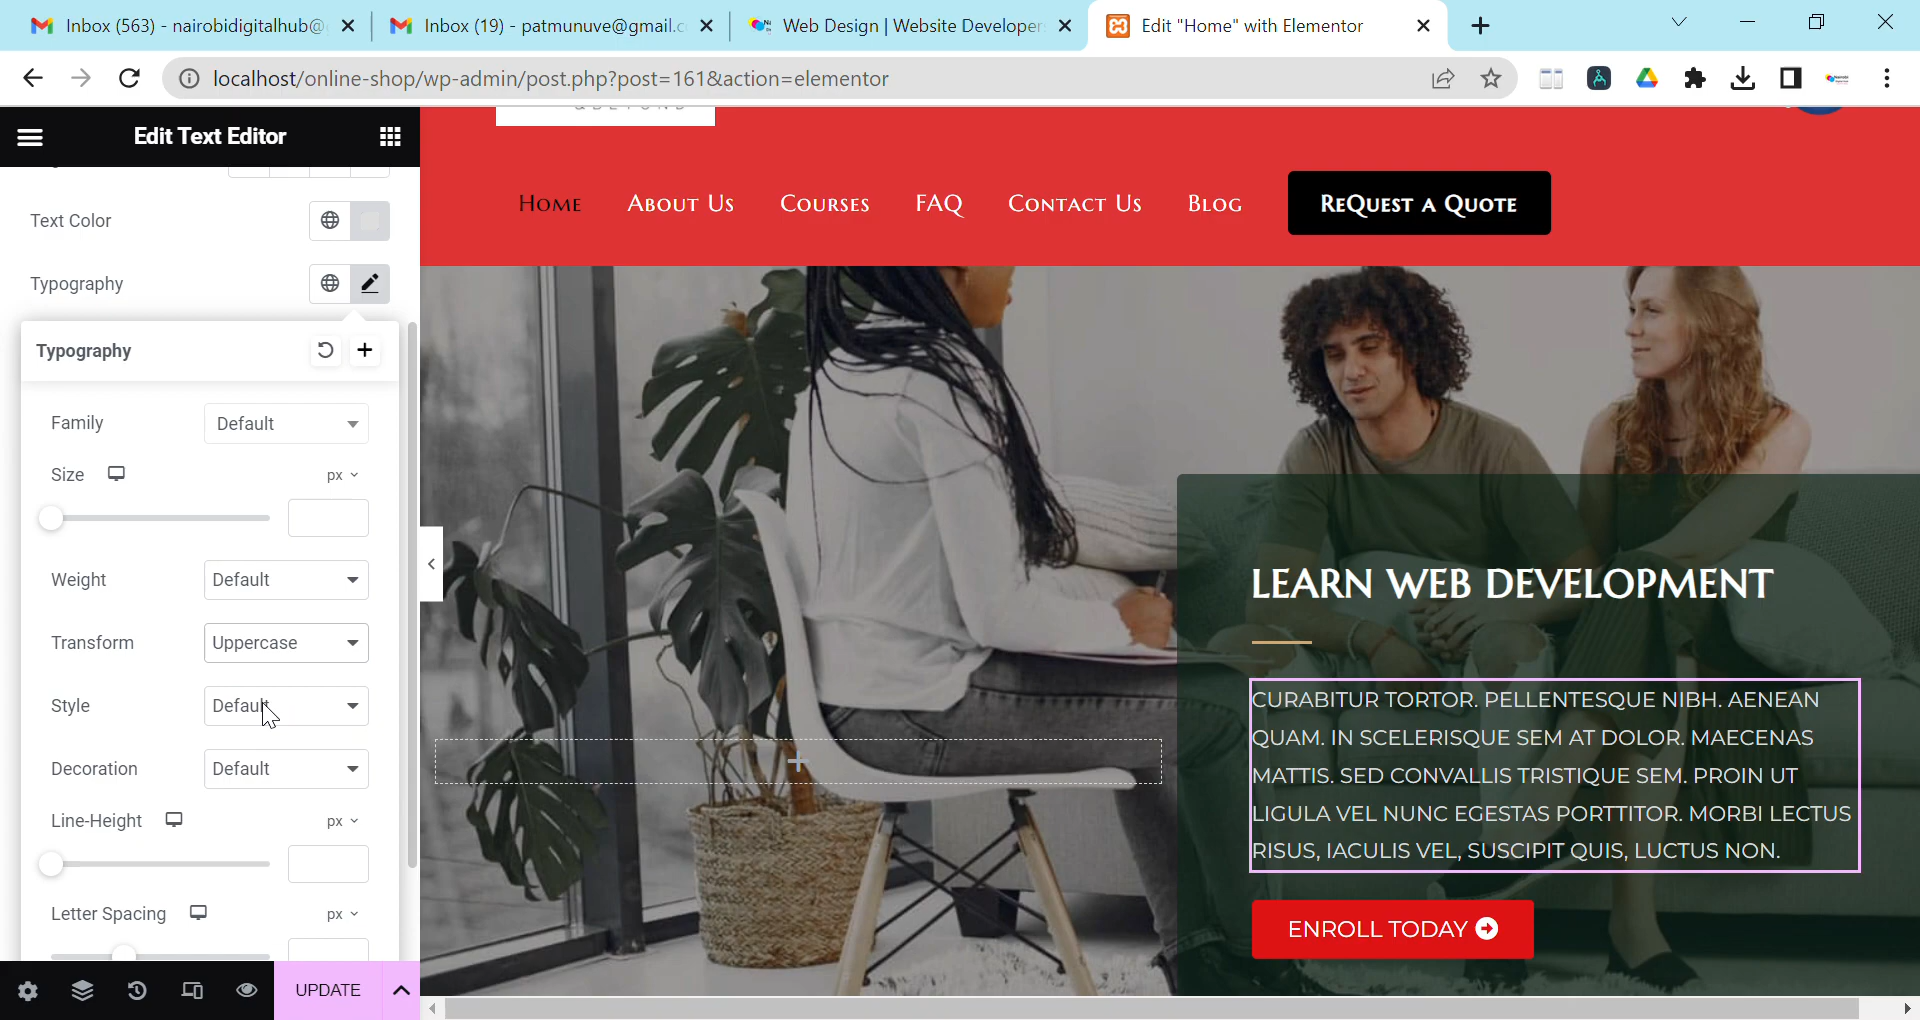 Inbox (563) - nairobidigitalhub@
Inbox (19) - patmunuve@gmail.c
Web Design | Website Developer
Edit "Home" with Elementor
localhost/online-shop/wp-admin/post.php?post=161&action=elementor
Edit Text Editor
Text Color
Typography
Typography
Family Default
Size px
Weight Default
Transform Uppercase
Style Default
Decoration Default
Line-Height px
Letter Spacing px
UPDATE
Home About Us Courses FAQ Contact Us Blog ReQuest a Quote
LEARN WEB DEVELOPMENT
CURABITUR TORTOR. PELLENTESQUE NIBH. AENEAN
QUAM. IN SCELERISQUE SEM AT DOLOR. MAECENAS
MATTIS. SED CONVALLIS TRISTIQUE SEM. PROIN UT
LIGULA VEL NUNC EGESTAS PORTTITOR. MORBI LECTUS
RISUS, IACULIS VEL, SUSCIPIT QUIS, LUCTUS NON.
ENROLL TODAY